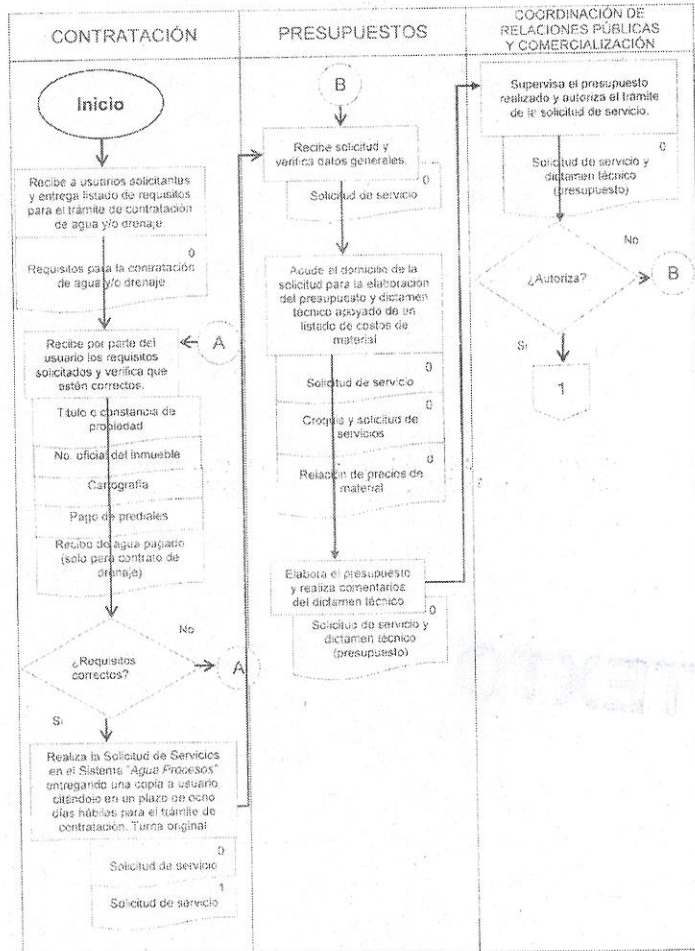 CONTRATACIÓN
Inicio
Recibe a usuarios solicitantes
y entrega listado de requisitos
para el trámite de contratación
de agua y/o drenaje
0
Requisitos para la contratación
de agua y/o drenaje
Recibe por parte del
usuario los requisitos
solicitados y verifica que
estén correctos.
A
Título o constancia de
propiedad
No. oficial del inmueble
Cartografía
Pago de prediales
Recibo de agua pagado
(solo para contrato de
drenaje)
No
¿Requisitos
correctos?
A
Si
Realiza la Solicitud de Servicios
en el Sistema "Agua Procesos"
entregando una copia a usuario,
citándolo en un plazo de ocho
días hábiles para el trámite de
contratación. Turna original
0
Solicitud de servicio
1
Solicitud de servicio
PRESUPUESTOS
B
Recibe solicitud y
verifica datos generales.
0
Solicitud de servicio
Acude al domicilio de la
solicitud para la elaboración
del presupuesto y dictamen
técnico apoyado de un
listado de costos de
material
0
Solicitud de servicio
0
Croquis y solicitud de
servicios
0
Relación de precios de
material
Elabora el presupuesto
y realiza comentarios
del dictamen técnico
0
Solicitud de servicio y
dictamen técnico
(presupuesto)
COORDINACIÓN DE
RELACIONES PÚBLICAS
Y COMERCIALIZACIÓN
Supervisa el presupuesto
realizado y autoriza el trámite
de la solicitud de servicio.
0
Solicitud de servicio y
dictamen técnico
(presupuesto)
No
¿Autoriza?
B
Si
1